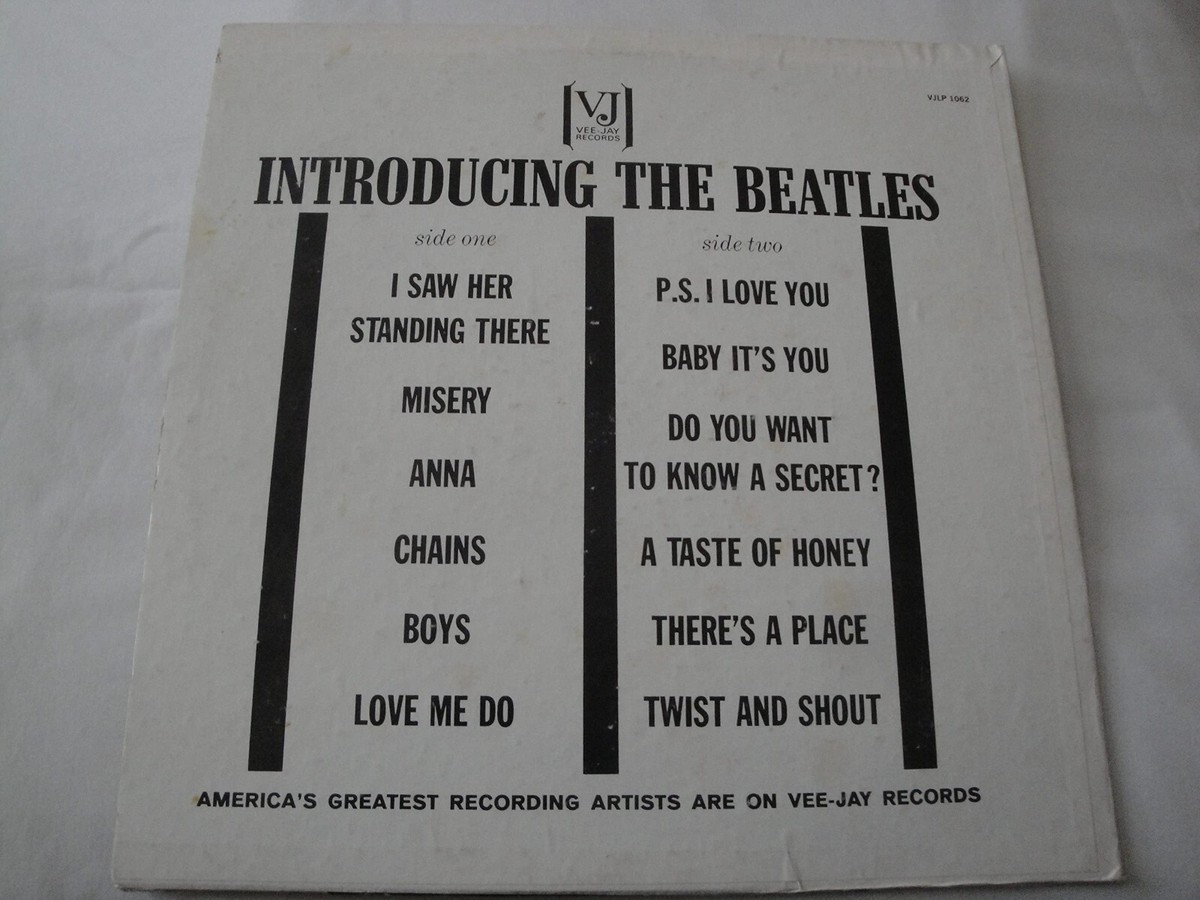 VJ
VEE-JAY
RECORDS
VJLP 1062
INTRODUCING THE BEATLES
side one
I SAW HER
STANDING THERE
MISERY
ANNA
CHAINS
BOYS
LOVE ME DO
side two
P.S. I LOVE YOU
BABY IT'S YOU
DO YOU WANT
TO KNOW A SECRET?
A TASTE OF HONEY
THERE'S A PLACE
TWIST AND SHOUT
AMERICA'S GREATEST RECORDING ARTISTS ARE ON VEE-JAY RECORDS